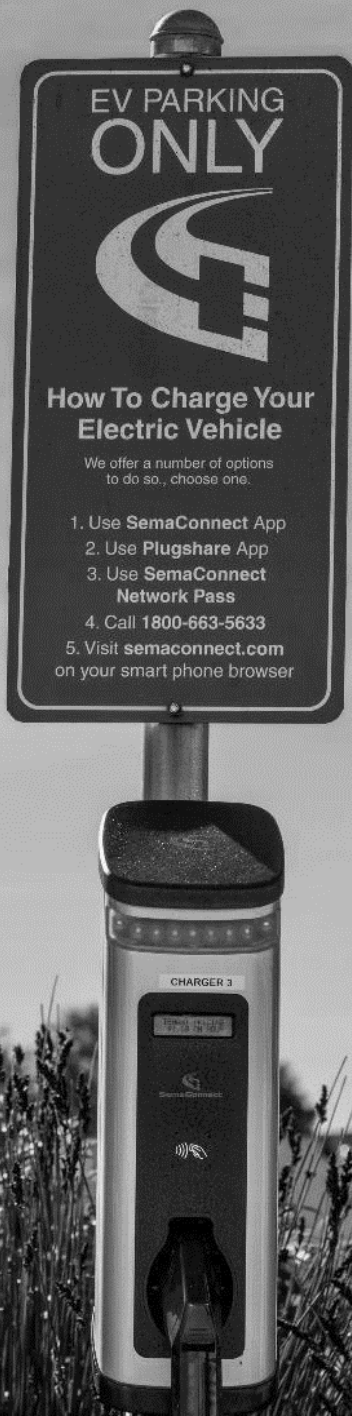 EV PARKING
ONLY
How To Charge Your
Electric Vehicle
We offer a number of options
to do so., choose one.
1. Use SemaConnect App
2. Use Plugshare App
3. Use SemaConnect
Network Pass
4. Call 1800-663-5633
5. Visit semaconnect.com
on your smart phone browser
CHARGER 3
SemaConnect